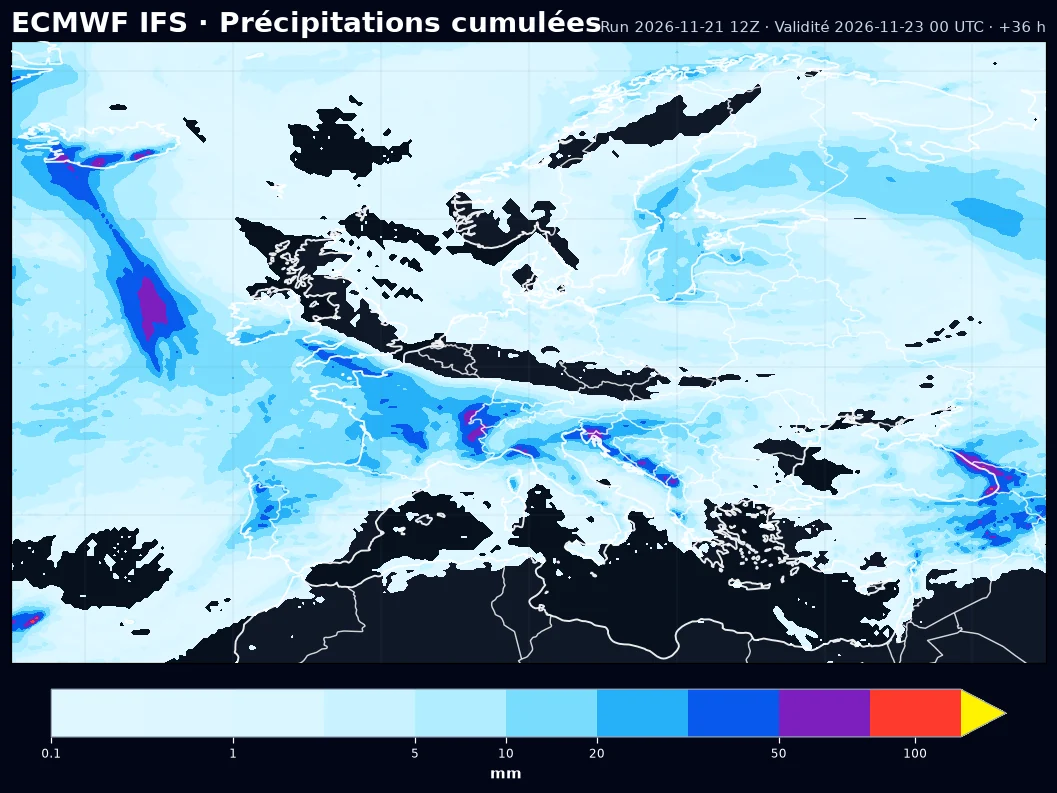 ECMWF IFS · Précipitations cumulées
Run 2026-11-21 12Z · Validité 2026-11-23 00 UTC · +36 h
0.1 1 5 10 20 50 100
mm